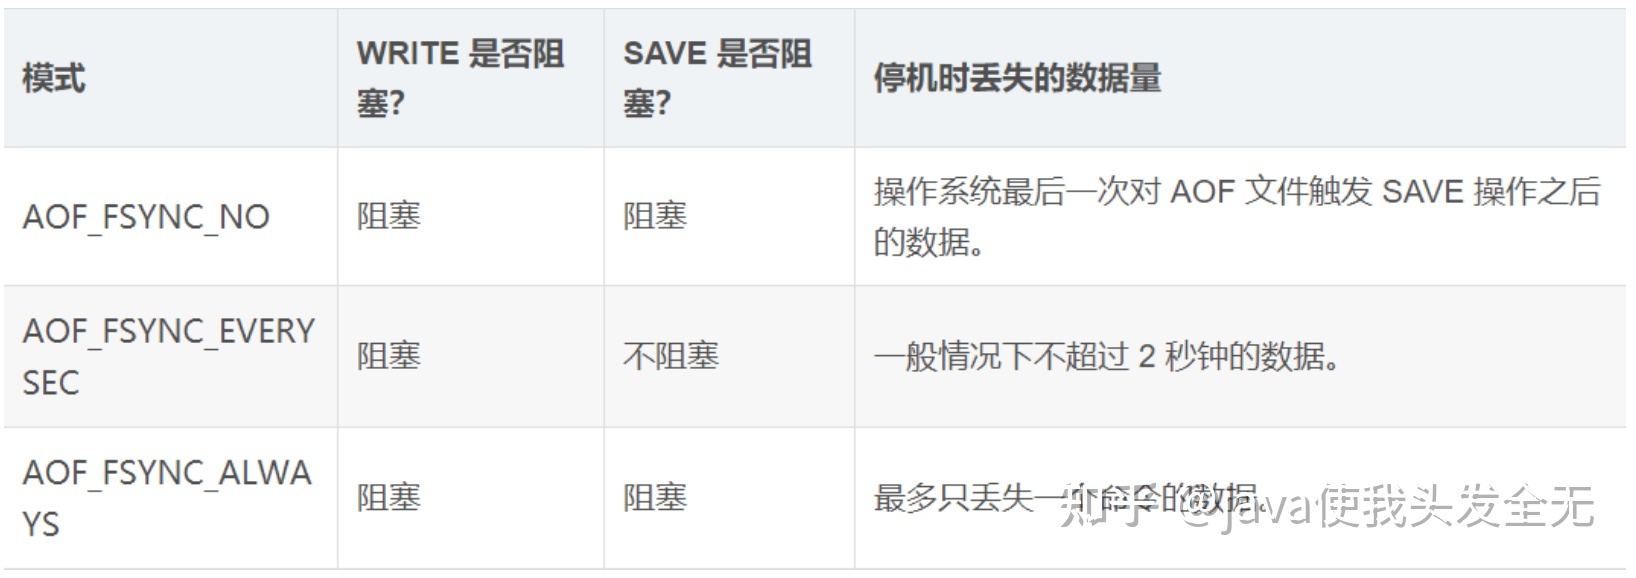 模式
WRITE 是否阻
塞？
SAVE 是否阻
塞？
停机时丢失的数据量
AOF_FSYNC_NO
阻塞
阻塞
操作系统最后一次对 AOF 文件触发 SAVE 操作之后
的数据。
AOF_FSYNC_EVERY
SEC
阻塞
不阻塞
一般情况下不超过 2 秒钟的数据。
AOF_FSYNC_ALWA
YS
阻塞
阻塞
最多只丢失一个命令的数据。
知乎 @java使我头发全无